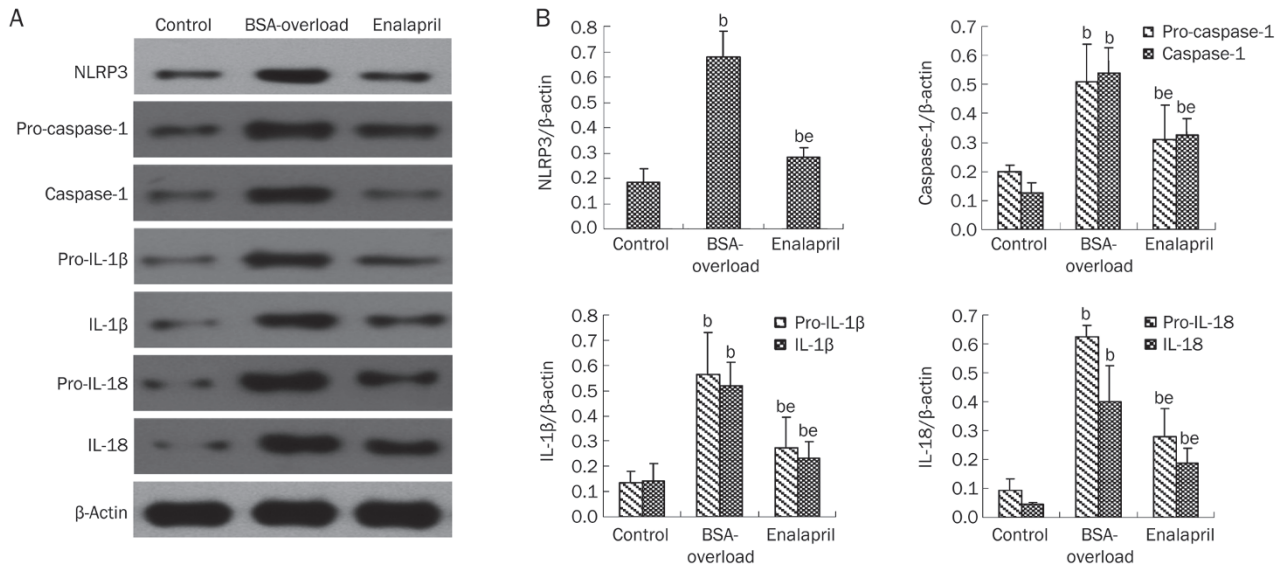 A
Control BSA-overload Enalapril
NLRP3
Pro-caspase-1
Caspase-1
Pro-IL-1β
IL-1β
Pro-IL-18
IL-18
β-Actin
B
NLRP3/β-actin
0.8
0.7
0.6
0.5
0.4
0.3
0.2
0.1
0.0
b
be
Control BSA-overload Enalapril
Caspase-1/β-actin
0.7
0.6
0.5
0.4
0.3
0.2
0.1
0.0
b b
be be
Pro-caspase-1
Caspase-1
Control BSA-overload Enalapril
IL-1β/β-actin
0.8
0.7
0.6
0.5
0.4
0.3
0.2
0.1
0.0
b b
be be
Pro-IL-1β
IL-1β
Control BSA-overload Enalapril
IL-18/β-actin
0.7
0.6
0.5
0.4
0.3
0.2
0.1
0.0
b b
be be
Pro-IL-18
IL-18
Control BSA-overload Enalapril